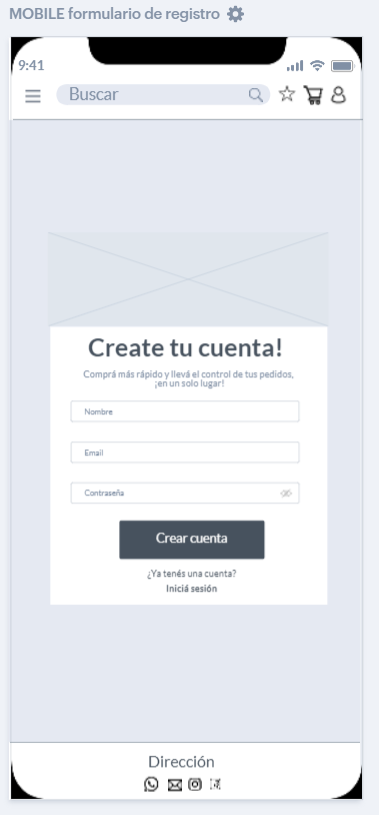 MOBILE formulario de registro
9:41
Buscar
Create tu cuenta!
Comprá más rápido y llevá el control de tus pedidos,
¡en un solo lugar!
Nombre
Email
Contraseña
Crear cuenta
¿Ya tenés una cuenta?
Iniciá sesión
Dirección